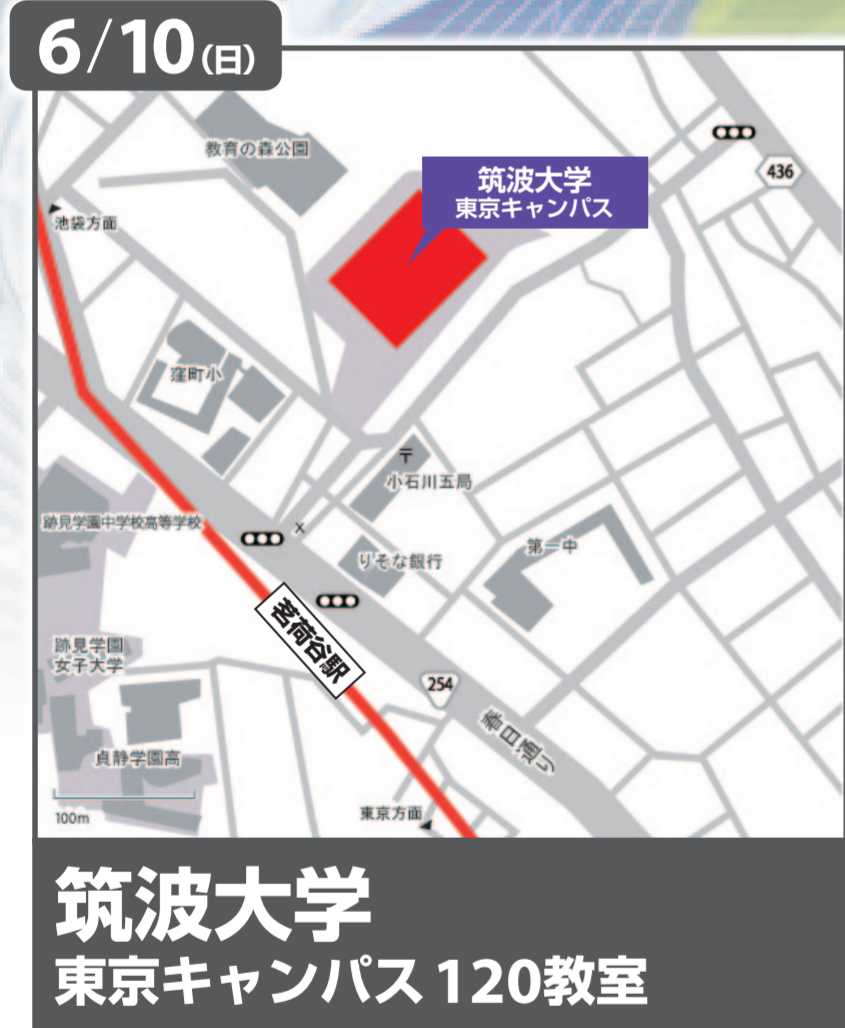 6/10(日)
教育の森公園
436
筑波大学
東京キャンパス
池袋方面
窪町小
〒
小石川五局
跡見学園中学校高等学校
X
りそな銀行
第一中
茗荷谷駅
跡見学園
女子大学
254
春日通り
貞静学園高
100m
東京方面
筑波大学
東京キャンパス 120教室